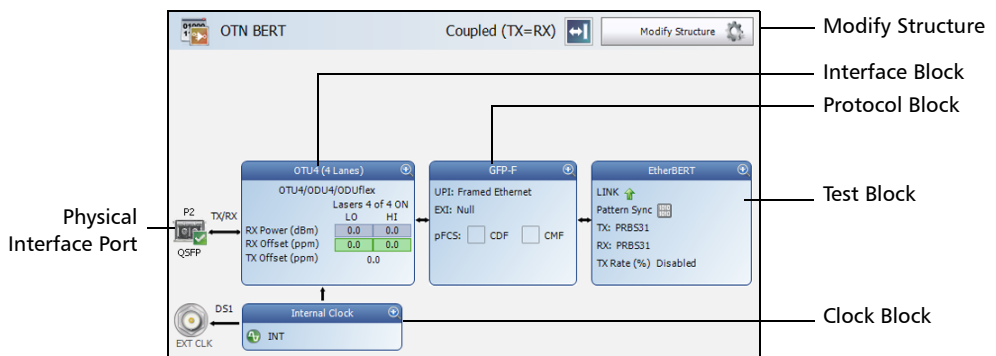 OTN BERT
Coupled (TX=RX)
Modify Structure
Modify Structure
Interface Block
Protocol Block
Test Block
Clock Block
Physical
Interface Port
P2
TX/RX
QSFP
OTU4 (4 Lanes)
OTU4/ODU4/ODUflex
Lasers 4 of 4 ON
LO HI
RX Power (dBm) 0.0 0.0
RX Offset (ppm) 0.0 0.0
TX Offset (ppm) 0.0
GFP-F
UPI: Framed Ethernet
EXI: Null
pFCS: CDF CMF
EtherBERT
LINK
Pattern Sync
TX: PRBS31
RX: PRBS31
TX Rate (%) Disabled
DS1
EXT CLK
Internal Clock
INT